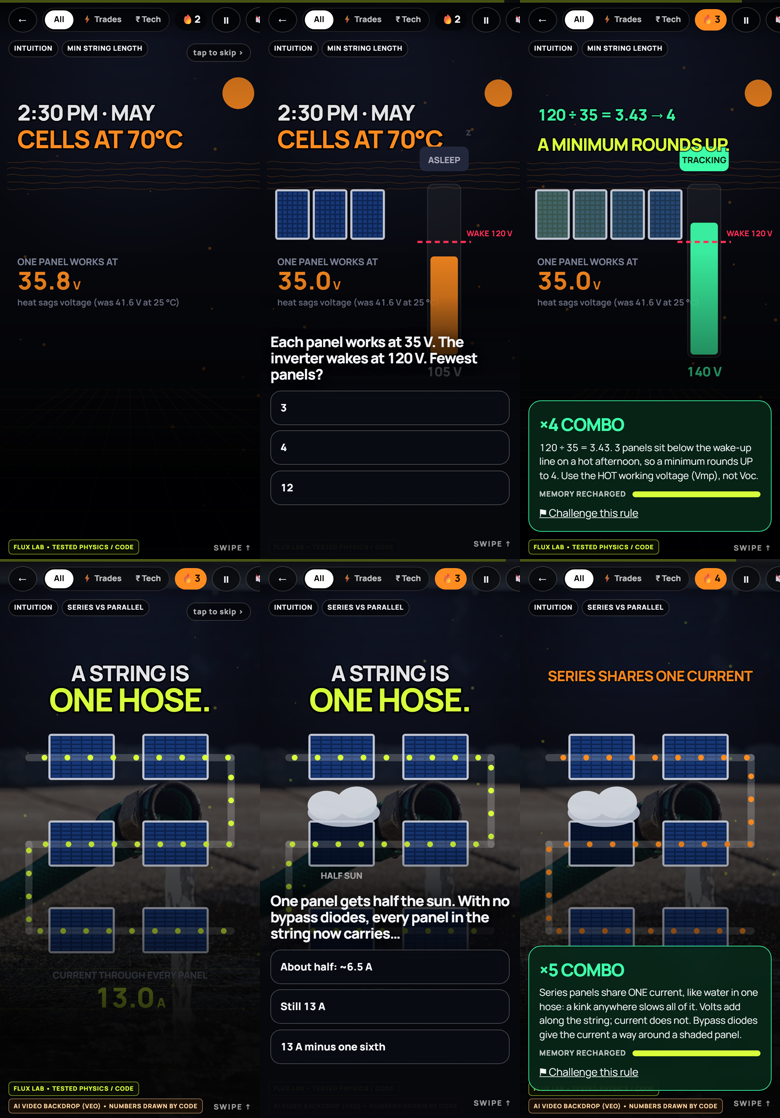 ← All Trades ₹ Tech 2 II
INTUITION MIN STRING LENGTH
tap to skip ›
2:30 PM · MAY
CELLS AT 70°C
ONE PANEL WORKS AT
35.8 V
heat sags voltage (was 41.6 V at 25 °C)
FLUX LAB • TESTED PHYSICS / CODE
SWIPE ↑
← All Trades ₹ Tech 2 II
INTUITION MIN STRING LENGTH
2:30 PM · MAY
CELLS AT 70°C
z
ASLEEP
WAKE 120 V
ONE PANEL WORKS AT
35.0 V
heat sags voltage (was 41.6 V at 25 °
Each panel works at 35 V. The
inverter wakes at 120 V. Fewest
panels?
105 V
3
4
12
FLUX LAB • TESTED PHYSICS / CODE
SWIPE ↑
← All Trades ₹ Tech 3 II
INTUITION MIN STRING LENGTH
120 ÷ 35 = 3.43 → 4
A MINIMUM ROUNDS UP.
TRACKING
WAKE 120 V
ONE PANEL WORKS AT
35.0 V
heat sags voltage (was 41.6 V at 25 °
140 V
×4 COMBO
120 ÷ 35 = 3.43. 3 panels sit below the wake-up
line on a hot afternoon, so a minimum rounds UP
to 4. Use the HOT working voltage (Vmp), not Voc.
MEMORY RECHARGED
Challenge this rule
FLUX LAB • TESTED PHYSICS / CODE
SWIPE ↑
← All Trades ₹ Tech 3 II
INTUITION SERIES VS PARALLEL
tap to skip ›
A STRING IS
ONE HOSE.
CURRENT THROUGH EVERY PANEL
13.0 A
FLUX LAB • TESTED PHYSICS / CODE
AI VIDEO BACKDROP (VEO) • NUMBERS DRAWN BY CODE
SWIPE ↑
← All Trades ₹ Tech 3 II
INTUITION SERIES VS PARALLEL
A STRING IS
ONE HOSE.
HALF SUN
One panel gets half the sun. With no
bypass diodes, every panel in the
string now carries…
About half: ~6.5 A
Still 13 A
13 A minus one sixth
SWIPE ↑
← All Trades ₹ Tech 4 II
INTUITION SERIES VS PARALLEL
SERIES SHARES ONE CURRENT
×5 COMBO
Series panels share ONE current, like water in one
hose: a kink anywhere slows all of it. Volts add
along the string; current does not. Bypass diodes
give the current a way around a shaded panel.
MEMORY RECHARGED
Challenge this rule
AI VIDEO BACKDROP (VEO) • NUMBERS DRAWN BY CODE
SWIPE ↑